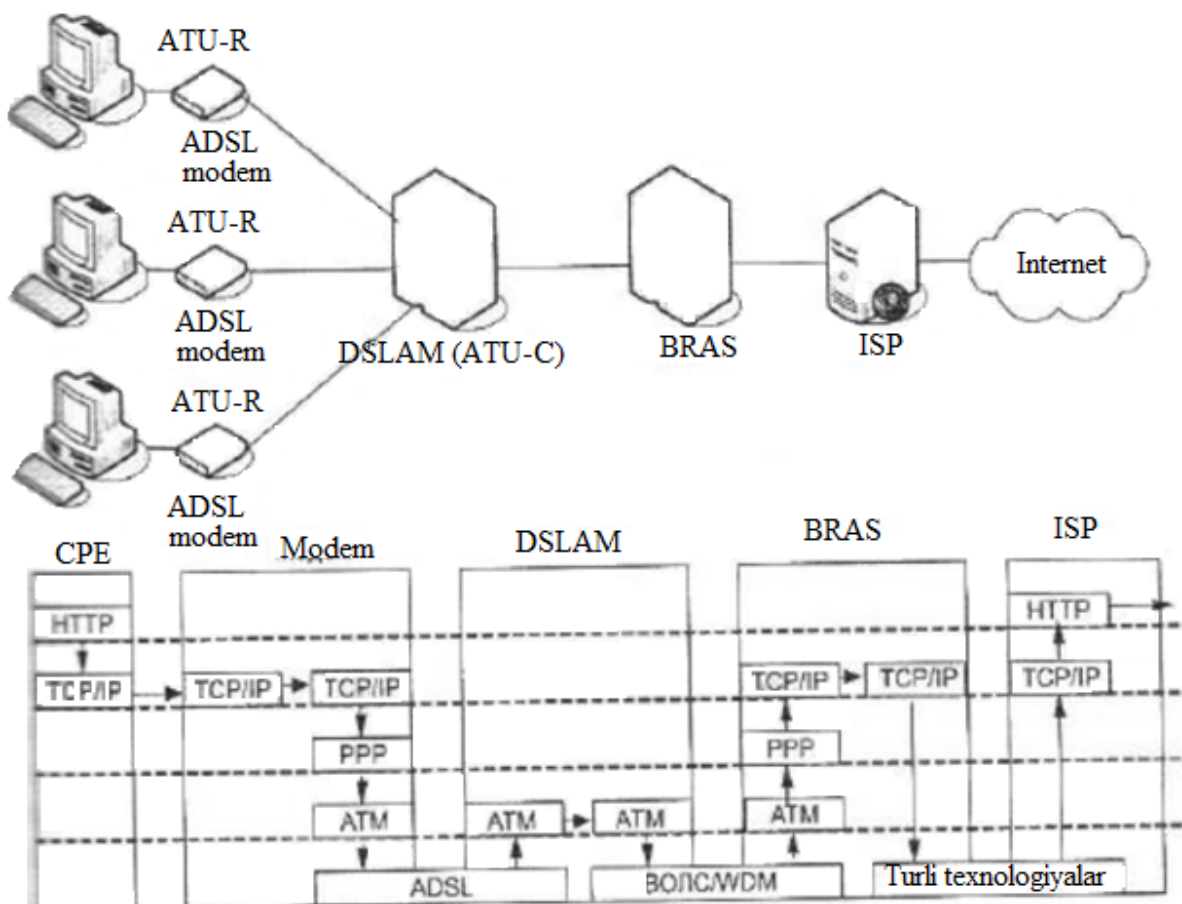 ATU-R
ADSL
modem
ATU-R
ADSL
modem
ATU-R
ADSL
modem
DSLAM (ATU-C)
BRAS
ISP
Internet
CPE
Modem
DSLAM
BRAS
ISP
HTTP
HTTP
TCP/IP
TCP/IP
TCP/IP
TCP/IP
TCP/IP
TCP/IP
PPP
PPP
ATM
ATM
ATM
ATM
ADSL
ВОЛС/WDM
Turli texnologiyalar